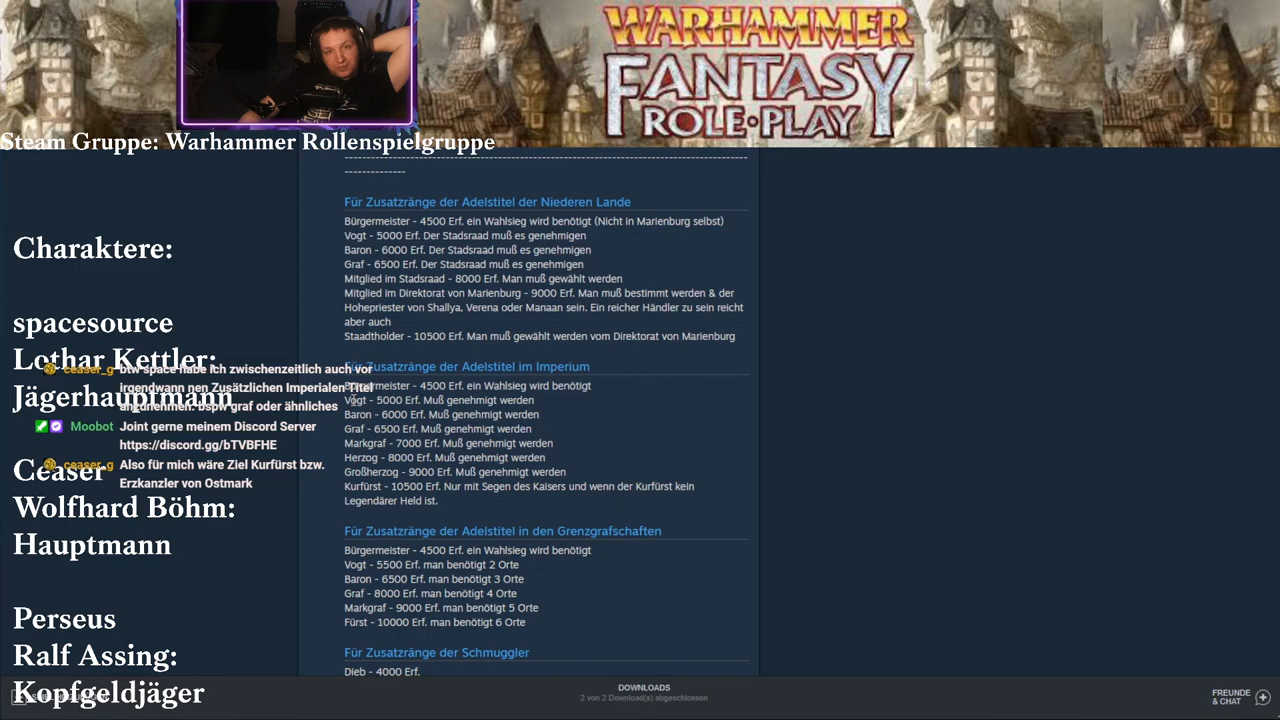 WARHAMMER
FANTASY
ROLE·PLAY
Steam Gruppe: Warhammer Rollenspielgruppe
Charaktere:
spacesource
Lothar Kettler:
Jägerhauptmann
Ceaser
Wolfhard Böhm:
Hauptmann
Perseus
Ralf Assing:
Kopfgeldjäger
ceaser_g btw space habe ich zwischenzeitlich auch vor
irgendwann nen Zusätzlichen Imperialen Titel
anzunehmen. bspw graf oder ähnliches
Moobot Joint gerne meinem Discord Server
https://discord.gg/bTVBFHE
ceaser_g Also für mich wäre Ziel Kurfürst bzw.
Erzkanzler von Ostmark
--------------------------------------------------------------------------------------------
--------------
Für Zusatzränge der Adelstitel der Niederen Lande
Bürgermeister - 4500 Erf. ein Wahlsieg wird benötigt (Nicht in Marienburg selbst)
Vogt - 5000 Erf. Der Stadsraad muß es genehmigen
Baron - 6000 Erf. Der Stadsraad muß es genehmigen
Graf - 6500 Erf. Der Stadsraad muß es genehmigen
Mitglied im Stadsraad - 8000 Erf. Man muß gewählt werden
Mitglied im Direktorat von Marienburg - 9000 Erf. Man muß bestimmt werden & der
Hohepriester von Shallya, Verena oder Manaan sein. Ein reicher Händler zu sein reicht
aber auch
Staadtholder - 10500 Erf. Man muß gewählt werden vom Direktorat von Marienburg
Für Zusatzränge der Adelstitel im Imperium
Bürgermeister - 4500 Erf. ein Wahlsieg wird benötigt
Vogt - 5000 Erf. Muß genehmigt werden
Baron - 6000 Erf. Muß genehmigt werden
Graf - 6500 Erf. Muß genehmigt werden
Markgraf - 7000 Erf. Muß genehmigt werden
Herzog - 8000 Erf. Muß genehmigt werden
Großherzog - 9000 Erf. Muß genehmigt werden
Kurfürst - 10500 Erf. Nur mit Segen des Kaisers und wenn der Kurfürst kein
Legendärer Held ist.
Für Zusatzränge der Adelstitel in den Grenzgrafschaften
Bürgermeister - 4500 Erf. ein Wahlsieg wird benötigt
Vogt - 5500 Erf. man benötigt 2 Orte
Baron - 6500 Erf. man benötigt 3 Orte
Graf - 8000 Erf. man benötigt 4 Orte
Markgraf - 9000 Erf. man benötigt 5 Orte
Fürst - 10000 Erf. man benötigt 6 Orte
Für Zusatzränge der Schmuggler
Dieb - 4000 Erf.
DOWNLOADS
2 von 2 Download(s) abgeschlossen
FREUNDE
& CHAT